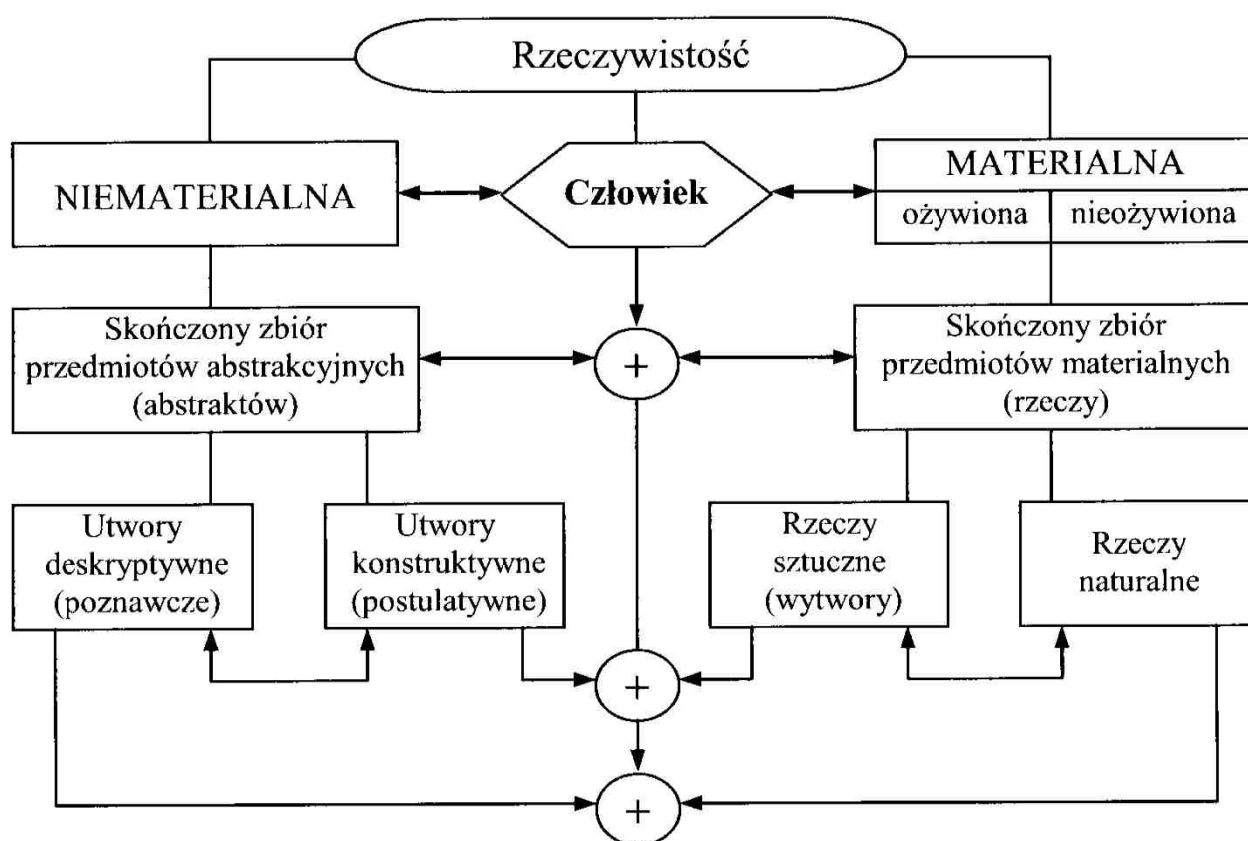 Rzeczywistość
NIEMATERIALNA
Człowiek
MATERIALNA
ożywiona
nieożywiona
Skończony zbiór
przedmiotów abstrakcyjnych
(abstraktów)
+
Skończony zbiór
przedmiotów materialnych
(rzeczy)
Utwory
deskryptywne
(poznawcze)
Utwory
konstruktywne
(postulatywne)
Rzeczy
sztuczne
(wytwory)
Rzeczy
naturalne
+
+